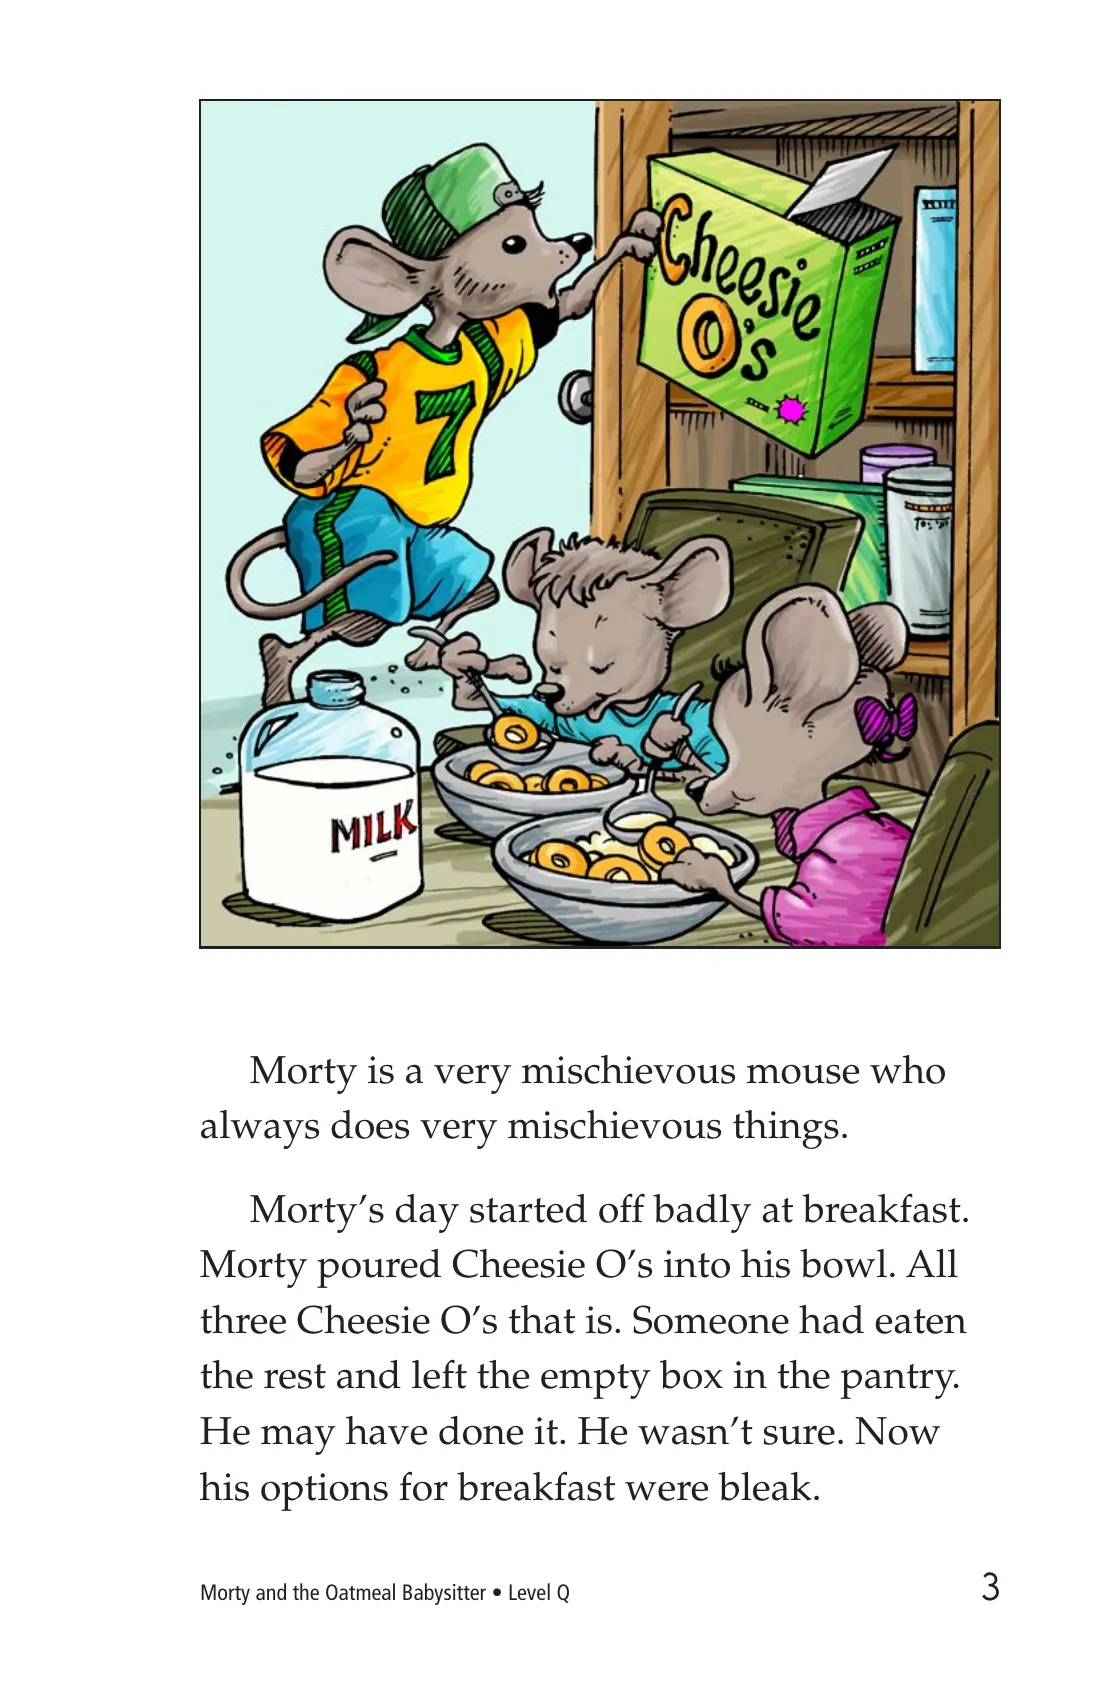 Cheesie
O's
7
MILK
Morty is a very mischievous mouse who
always does very mischievous things.
Morty’s day started off badly at breakfast.
Morty poured Cheesie O’s into his bowl. All
three Cheesie O’s that is. Someone had eaten
the rest and left the empty box in the pantry.
He may have done it. He wasn’t sure. Now
his options for breakfast were bleak.
Morty and the Oatmeal Babysitter • Level Q
3